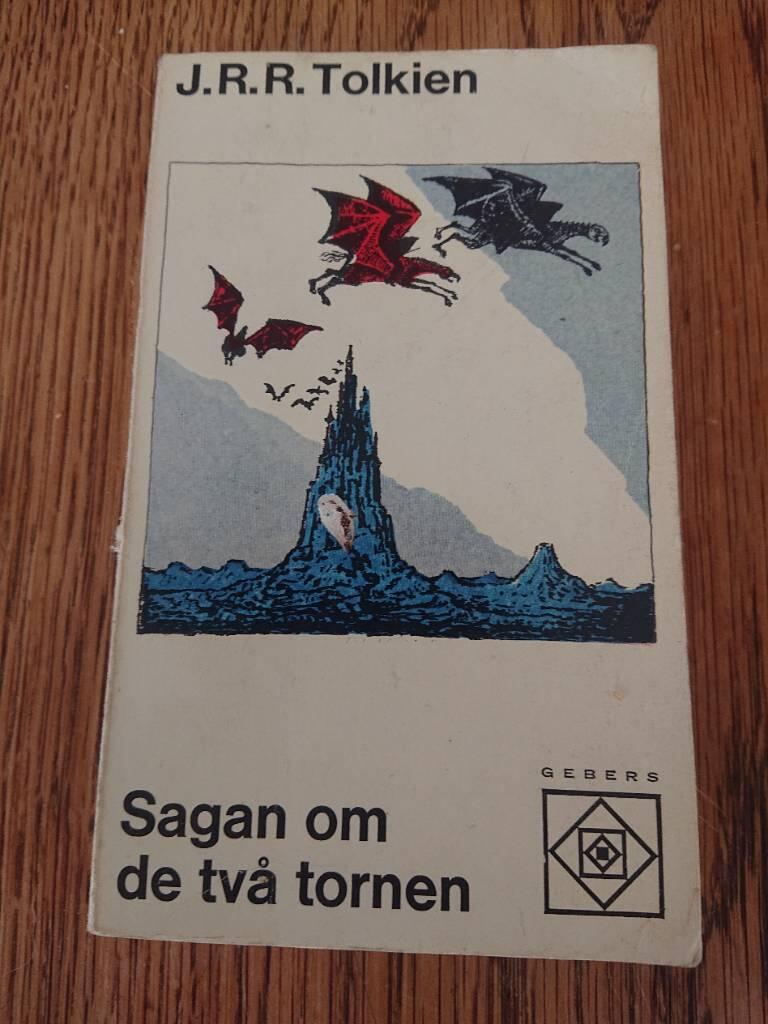 J.R.R. Tolkien
GEBERS
Sagan om
de två tornen